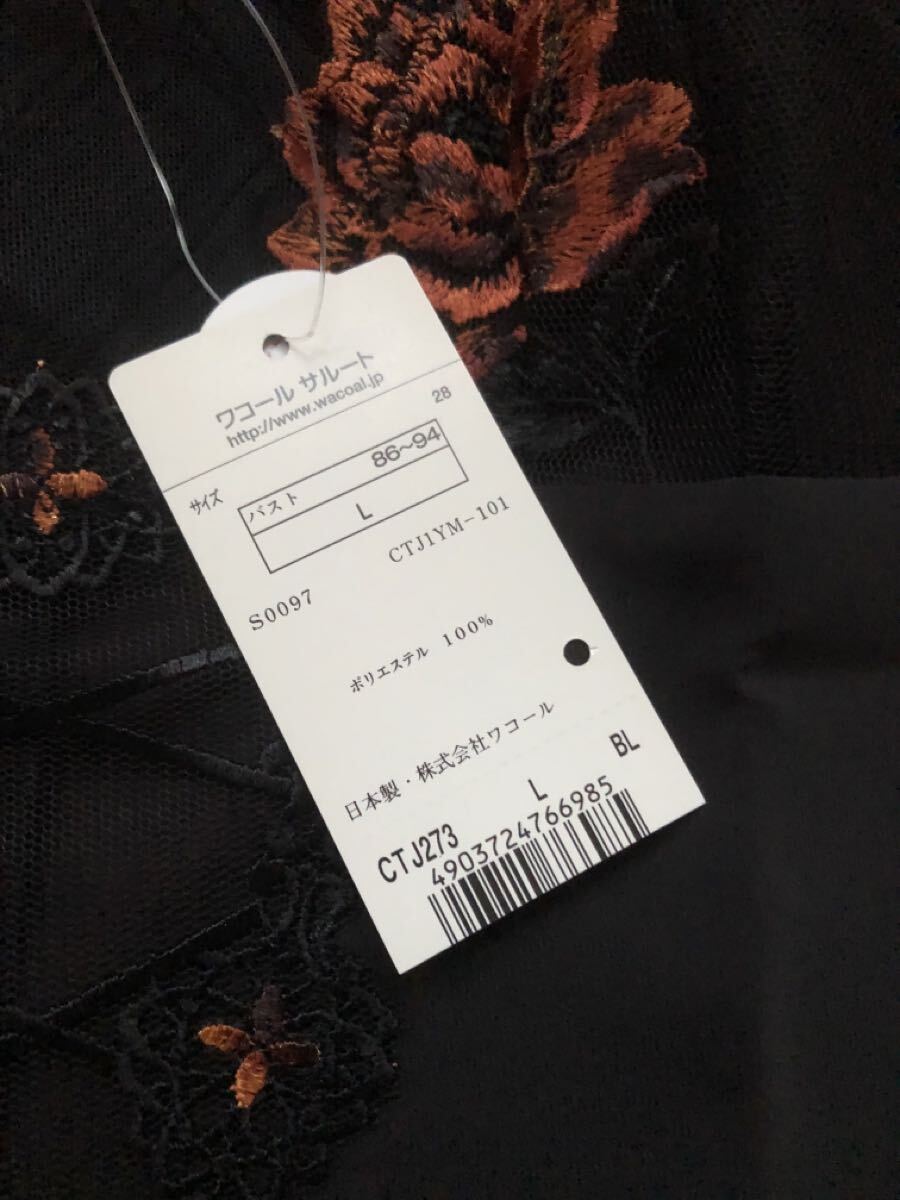 ワコール サルート
http://www.wacoal.jp
28
サイズ
バスト 86~94
L
CTJ1YM-101
S0097
ポリエステル 100%
日本製・株式会社ワコール
CTJ273 L BL
4903724766985